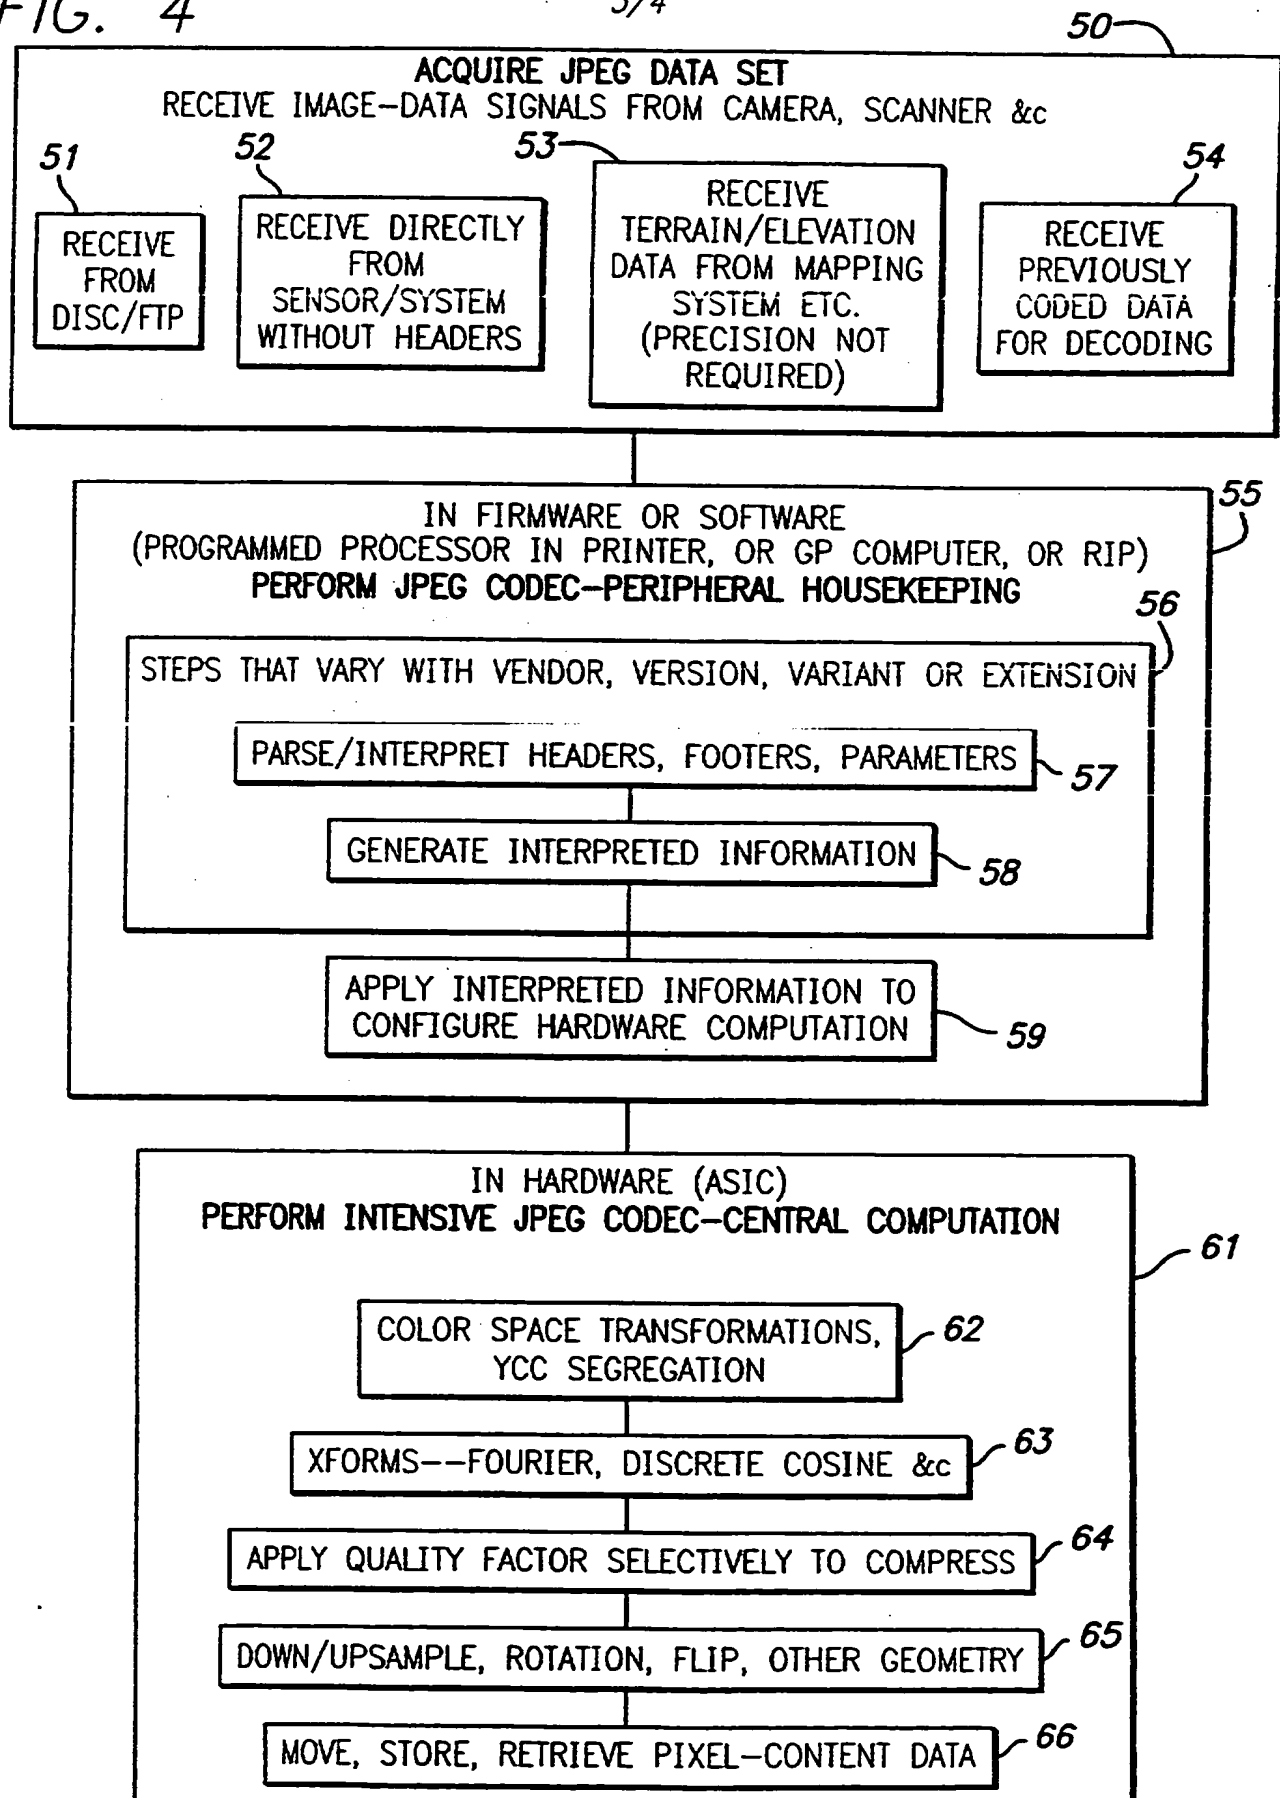 FIG. 4
3/4
50
ACQUIRE JPEG DATA SET
RECEIVE IMAGE-DATA SIGNALS FROM CAMERA, SCANNER &c
51
RECEIVE
FROM
DISC/FTP
52
RECEIVE DIRECTLY
FROM
SENSOR/SYSTEM
WITHOUT HEADERS
53
RECEIVE
TERRAIN/ELEVATION
DATA FROM MAPPING
SYSTEM ETC.
(PRECISION NOT
REQUIRED)
54
RECEIVE
PREVIOUSLY
CODED DATA
FOR DECODING
55
IN FIRMWARE OR SOFTWARE
(PROGRAMMED PROCESSOR IN PRINTER, OR GP COMPUTER, OR RIP)
PERFORM JPEG CODEC-PERIPHERAL HOUSEKEEPING
56
STEPS THAT VARY WITH VENDOR, VERSION, VARIANT OR EXTENSION
PARSE/INTERPRET HEADERS, FOOTERS, PARAMETERS
57
GENERATE INTERPRETED INFORMATION
58
APPLY INTERPRETED INFORMATION TO
CONFIGURE HARDWARE COMPUTATION
59
IN HARDWARE (ASIC)
PERFORM INTENSIVE JPEG CODEC-CENTRAL COMPUTATION
61
COLOR SPACE TRANSFORMATIONS,
YCC SEGREGATION
62
XFORMS--FOURIER, DISCRETE COSINE &c
63
APPLY QUALITY FACTOR SELECTIVELY TO COMPRESS
64
DOWN/UPSAMPLE, ROTATION, FLIP, OTHER GEOMETRY
65
MOVE, STORE, RETRIEVE PIXEL-CONTENT DATA
66